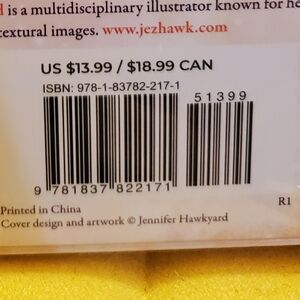 is a multidisciplinary illustrator known for he
textural images. www.jezhawk.com
US $13.99 / $18.99 CAN
ISBN: 978-1-83782-217-1
51399
9 781837 822171
R1
Printed in China
Cover design and artwork © Jennifer Hawkyard